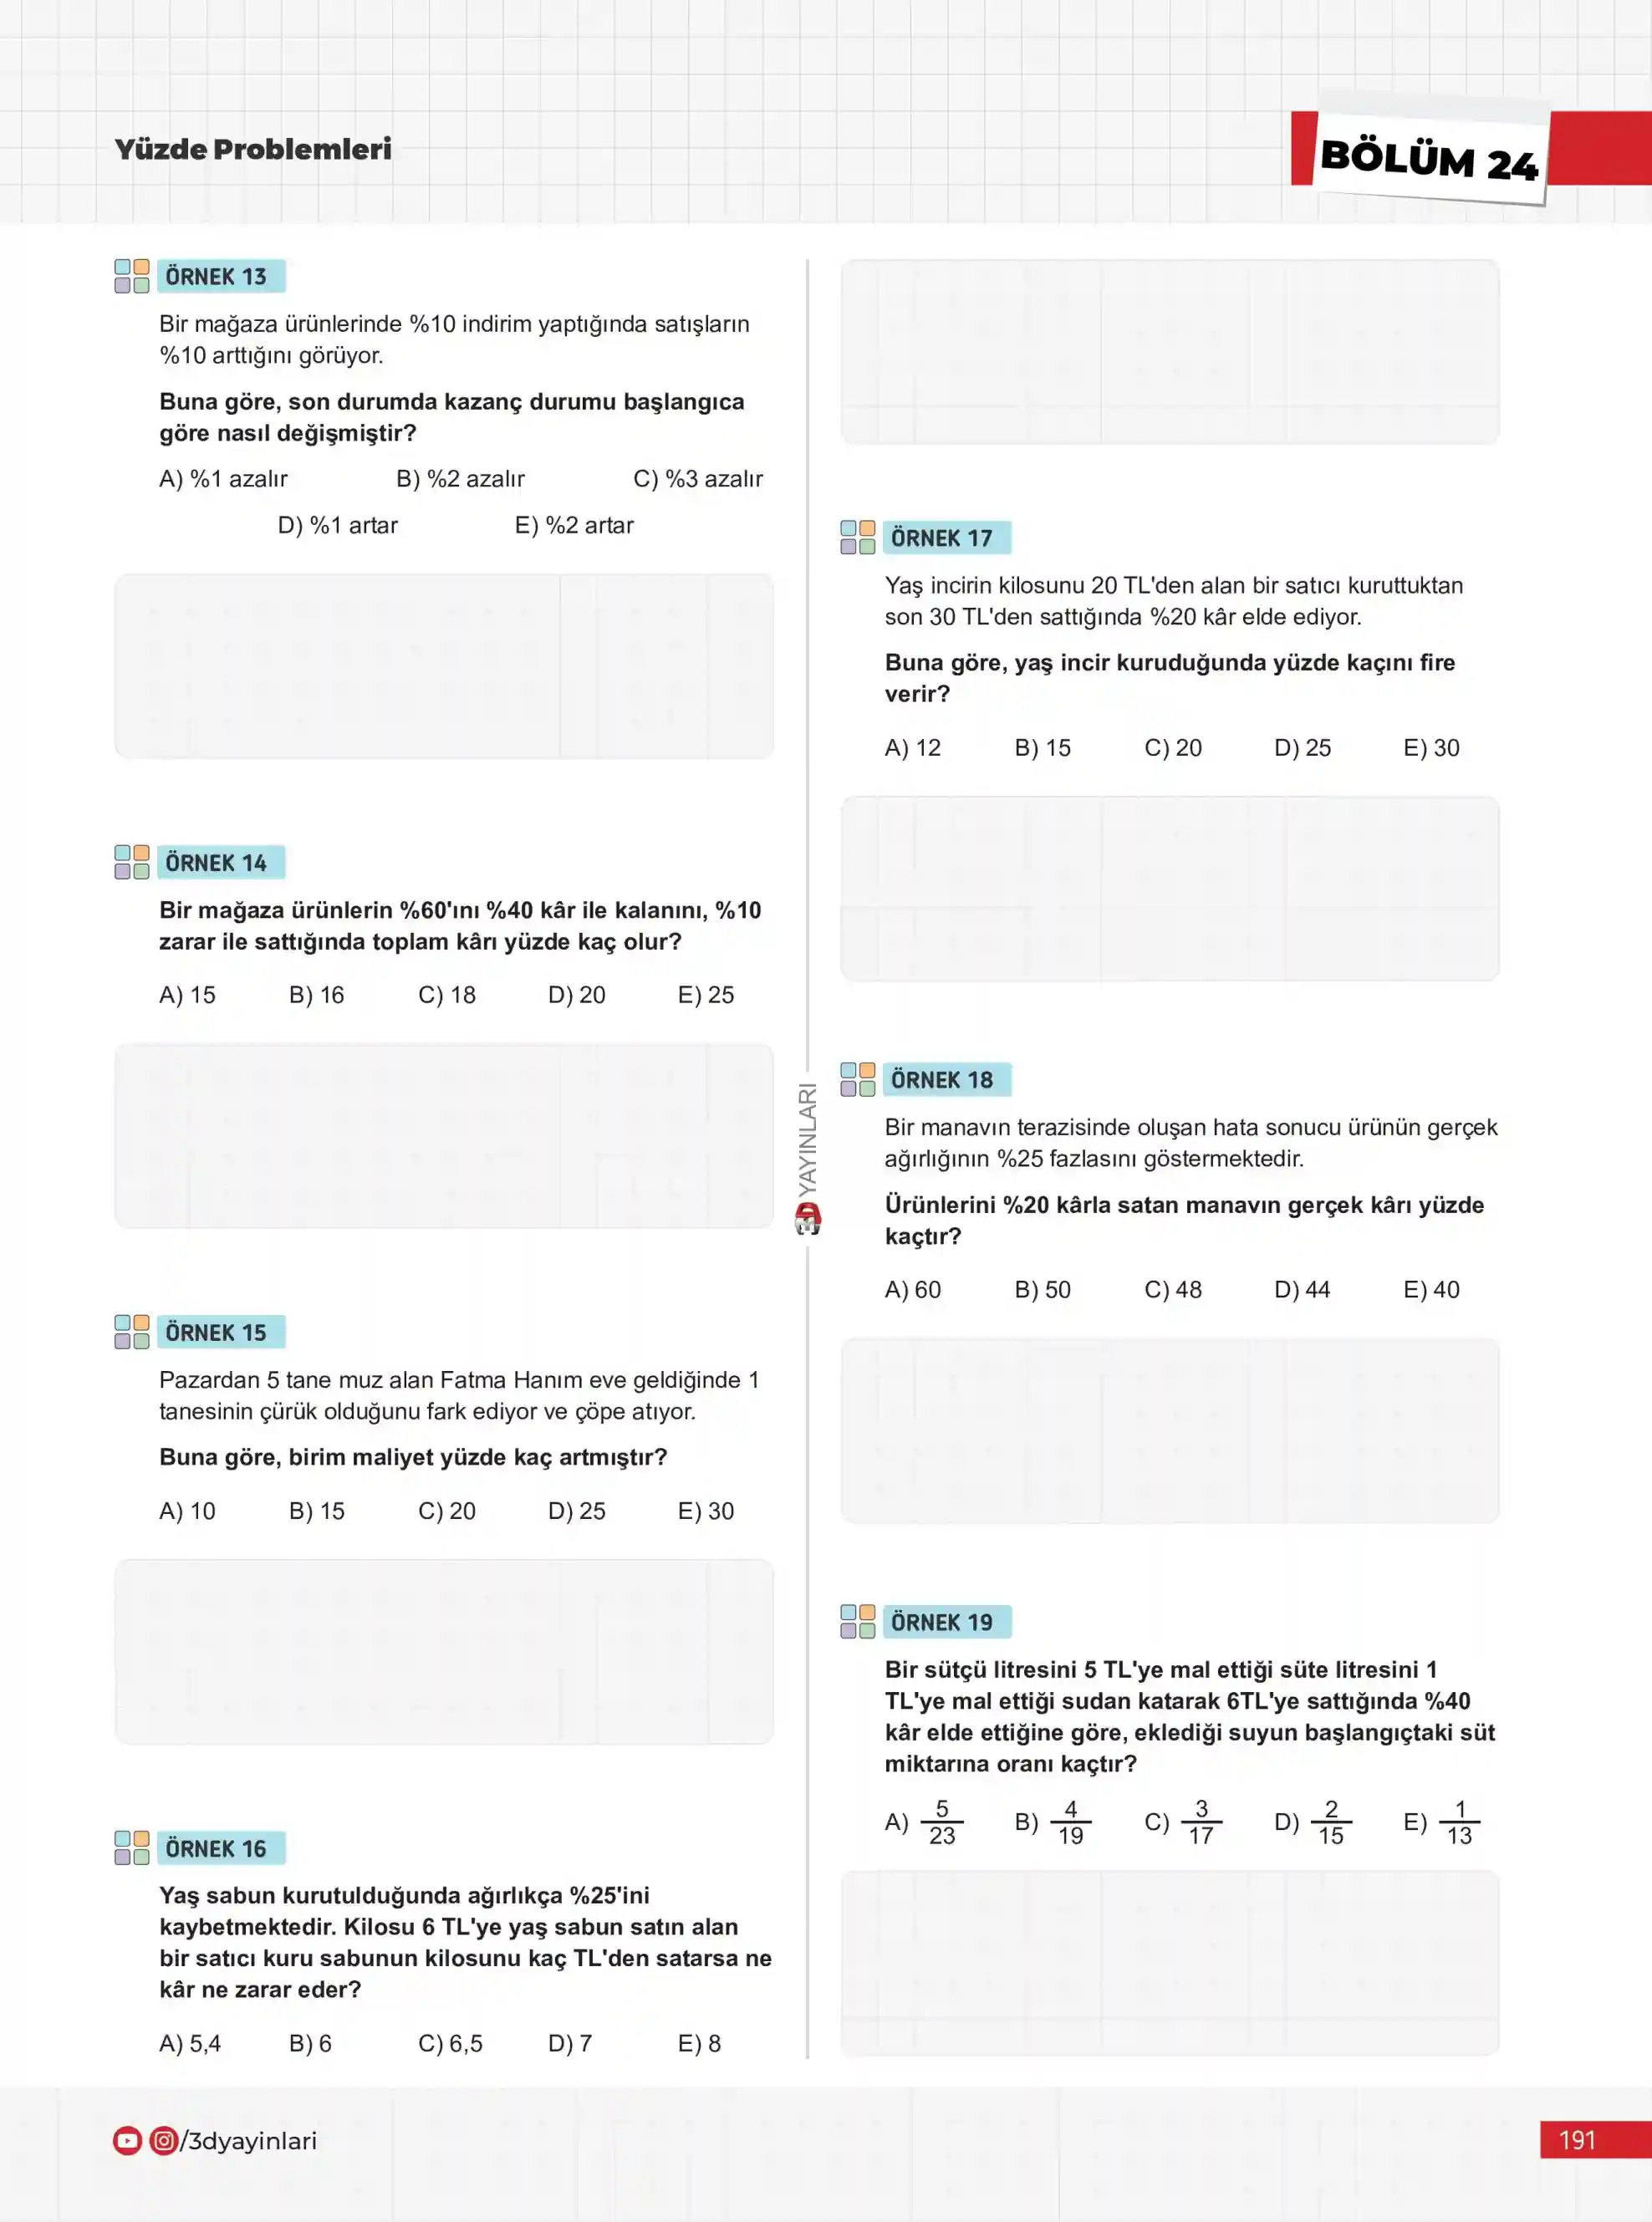 Yüzde Problemleri
BÖLÜM 24
ÖRNEK 13
Bir mağaza ürünlerinde %10 indirim yaptığında satışların
%10 arttığını görüyor.
Buna göre, son durumda kazanç durumu başlangıca
göre nasıl değişmiştir?
A) %1 azalır B) %2 azalır C) %3 azalır
D) %1 artar E) %2 artar
ÖRNEK 14
Bir mağaza ürünlerin %60'ını %40 kâr ile kalanını, %10
zarar ile sattığında toplam kârı yüzde kaç olur?
A) 15 B) 16 C) 18 D) 20 E) 25
ÖRNEK 15
Pazardan 5 tane muz alan Fatma Hanım eve geldiğinde 1
tanesinin çürük olduğunu fark ediyor ve çöpe atıyor.
Buna göre, birim maliyet yüzde kaç artmıştır?
A) 10 B) 15 C) 20 D) 25 E) 30
ÖRNEK 16
Yaş sabun kurutulduğunda ağırlıkça %25'ini
kaybetmektedir. Kilosu 6 TL'ye yaş sabun satın alan
bir satıcı kuru sabunun kilosunu kaç TL'den satarsa ne
kâr ne zarar eder?
A) 5,4 B) 6 C) 6,5 D) 7 E) 8
YAYINLARI
ÖRNEK 17
Yaş incirin kilosunu 20 TL'den alan bir satıcı kuruttuktan
son 30 TL'den sattığında %20 kâr elde ediyor.
Buna göre, yaş incir kuruduğunda yüzde kaçını fire
verir?
A) 12 B) 15 C) 20 D) 25 E) 30
ÖRNEK 18
Bir manavın terazisinde oluşan hata sonucu ürünün gerçek
ağırlığının %25 fazlasını göstermektedir.
Ürünlerini %20 kârla satan manavın gerçek kârı yüzde
kaçtır?
A) 60 B) 50 C) 48 D) 44 E) 40
ÖRNEK 19
Bir sütçü litresini 5 TL'ye mal ettiği süte litresini 1
TL'ye mal ettiği sudan katarak 6TL'ye sattığında %40
kâr elde ettiğine göre, eklediği suyun başlangıçtaki süt
miktarına oranı kaçtır?
A) 5/23 B) 4/19 C) 3/17 D) 2/15 E) 1/13
/3dyayinlari
191